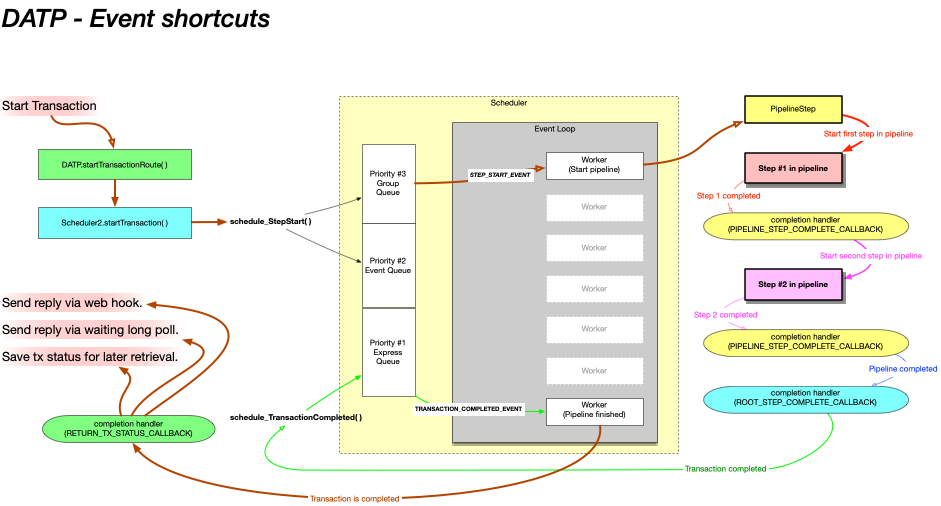 DATP - Event shortcuts
Start Transaction
DATP.startTransactionRoute( )
Scheduler2.startTransaction( )
schedule_StepStart( )
Send reply via web hook.
Send reply via waiting long poll.
Save tx status for later retrieval.
completion handler
(RETURN_TX_STATUS_CALLBACK)
schedule_TransactionCompleted( )
Transaction is completed
Scheduler
Priority #3
Group
Queue
Priority #2
Event Queue
Priority #1
Express
Queue
STEP_START_EVENT
TRANSACTION_COMPLETED_EVENT
Event Loop
Worker
(Start pipeline)
Worker
Worker
Worker
Worker
Worker
Worker
(Pipeline finished)
PipelineStep
Start first step in pipeline
Step #1 in pipeline
Step 1 completed
completion handler
(PIPELINE_STEP_COMPLETE_CALLBACK)
Start second step in pipeline
Step #2 in pipeline
Step 2 completed
completion handler
(PIPELINE_STEP_COMPLETE_CALLBACK)
Pipeline completed
completion handler
(ROOT_STEP_COMPLETE_CALLBACK)
Transaction completed